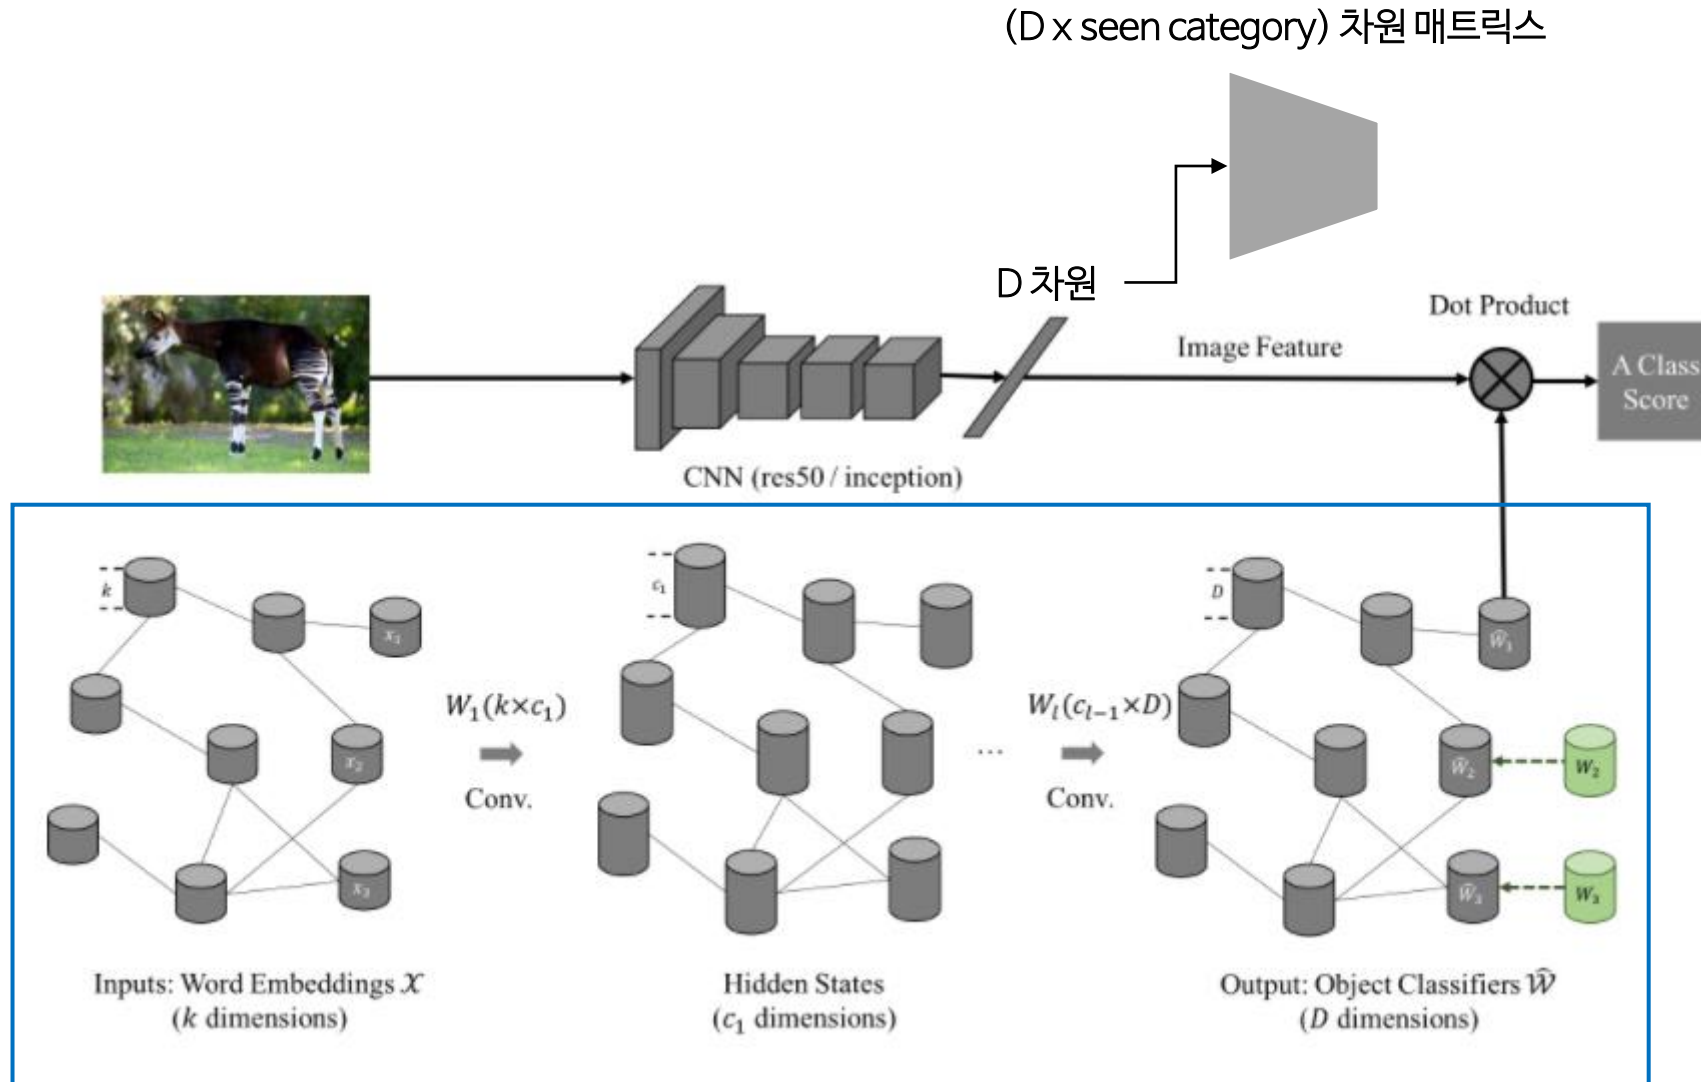 (D x seen category) 차원 매트릭스
D 차원
Dot Product
Image Feature
A Class
Score
CNN (res50 / inception)
k
x₁
x₂
x₃
W₁(k×c₁)
Conv.
c₁
...
W_l(c_{l-1}×D)
Conv.
D
Ŵ₁
Ŵ₂
W₂
Ŵ₃
W₃
Inputs: Word Embeddings 𝒳
(k dimensions)
Hidden States
(c₁ dimensions)
Output: Object Classifiers 𝒲̂
(D dimensions)